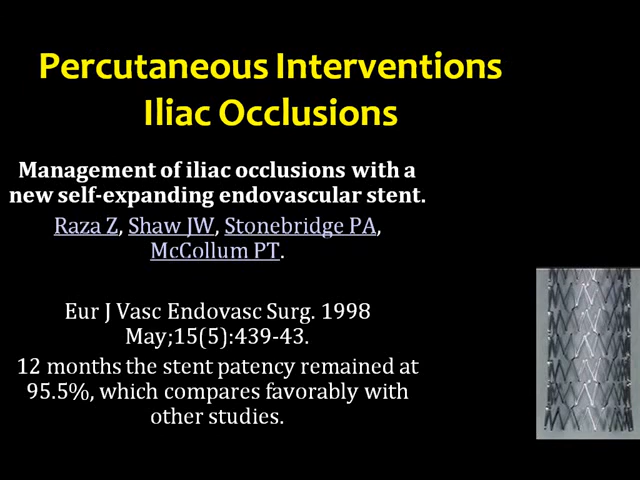 Percutaneous Interventions
Iliac Occlusions
Management of iliac occlusions with a
new self-expanding endovascular stent.
Raza Z, Shaw JW, Stonebridge PA,
McCollum PT.
Eur J Vasc Endovasc Surg. 1998
May;15(5):439-43.
12 months the stent patency remained at
95.5%, which compares favorably with
other studies.